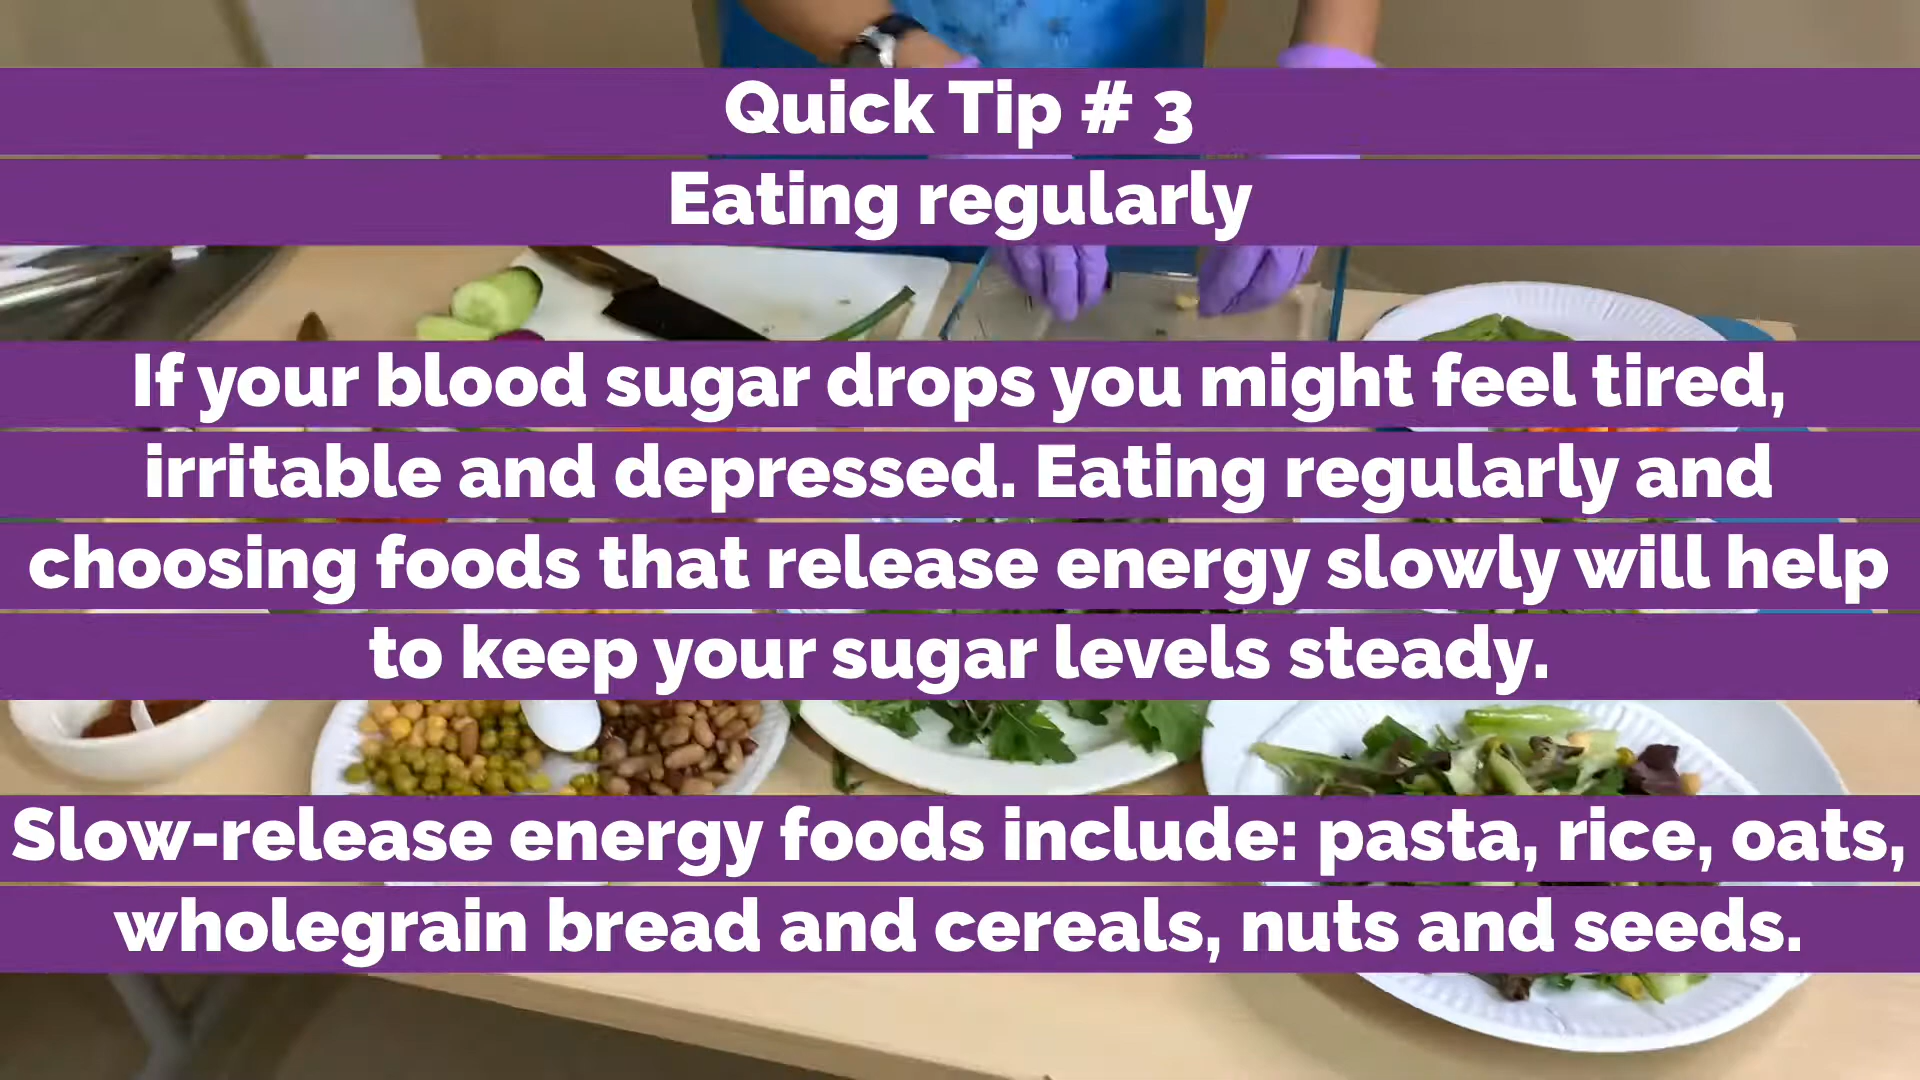 Quick Tip # 3
Eating regularly
If your blood sugar drops you might feel tired,
irritable and depressed. Eating regularly and
choosing foods that release energy slowly will help
to keep your sugar levels steady.
Slow-release energy foods include: pasta, rice, oats,
wholegrain bread and cereals, nuts and seeds.